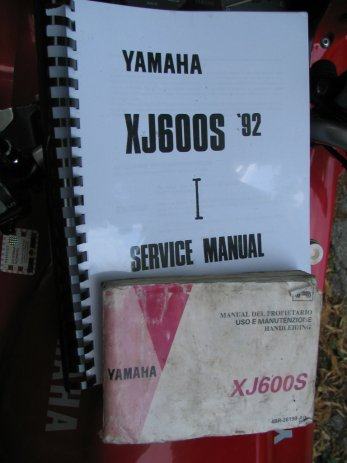 YAMAHA
XJ600S '92
I
SERVICE MANUAL
MANUAL DEL PROPIETARIO
USO E MANUTENZIONE
HANDLEIDING
YAMAHA
XJ600S
YAMAHA